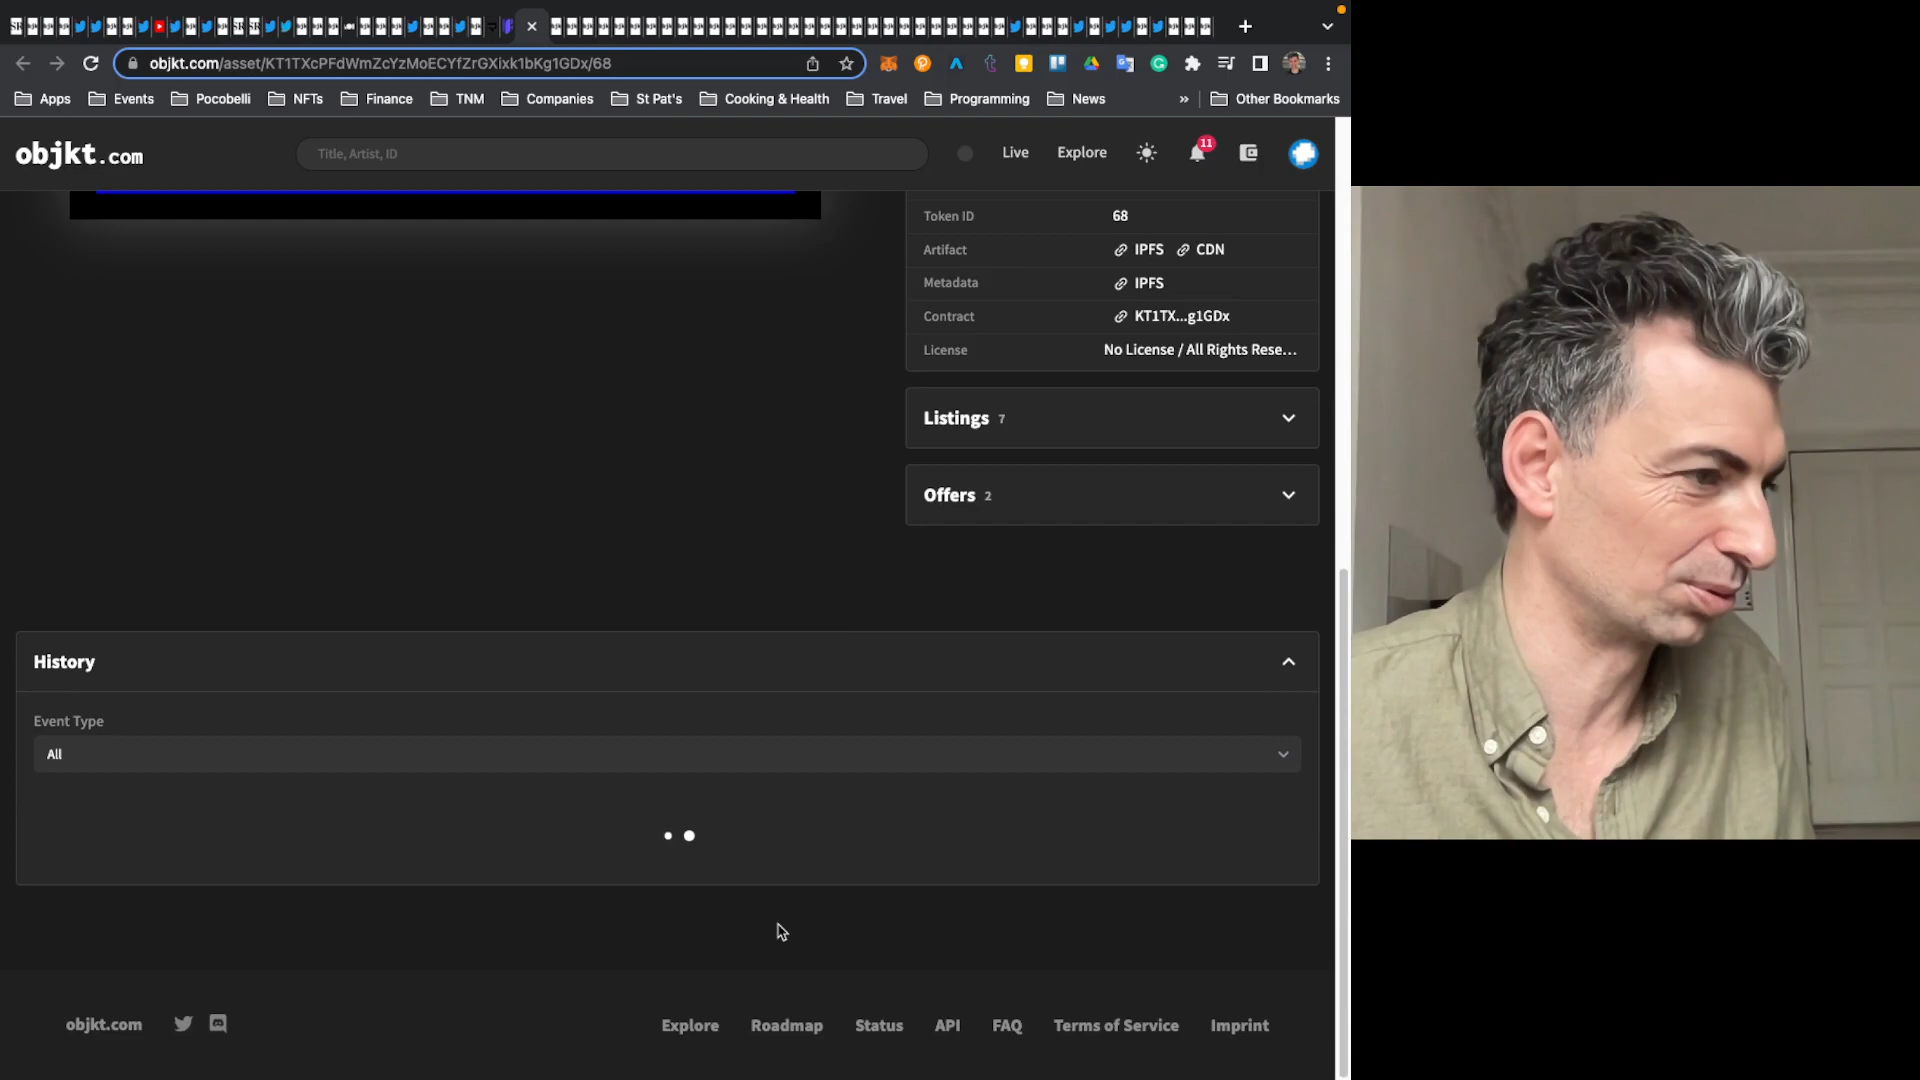 objkt.com/asset/KT1TXcPFdWmZcYzMoECYfZrGXixk1bKg1GDx/68
Apps Events Pocobelli NFTs Finance TNM Companies St Pat's Cooking & Health Travel Programming News » Other Bookmarks
objkt.com Title, Artist, ID Live Explore 11
Token ID 68
Artifact IPFS CDN
Metadata IPFS
Contract KT1TX...g1GDx
License No License / All Rights Rese...
Listings 7
Offers 2
History
Event Type
All
objkt.com Explore Roadmap Status API FAQ Terms of Service Imprint